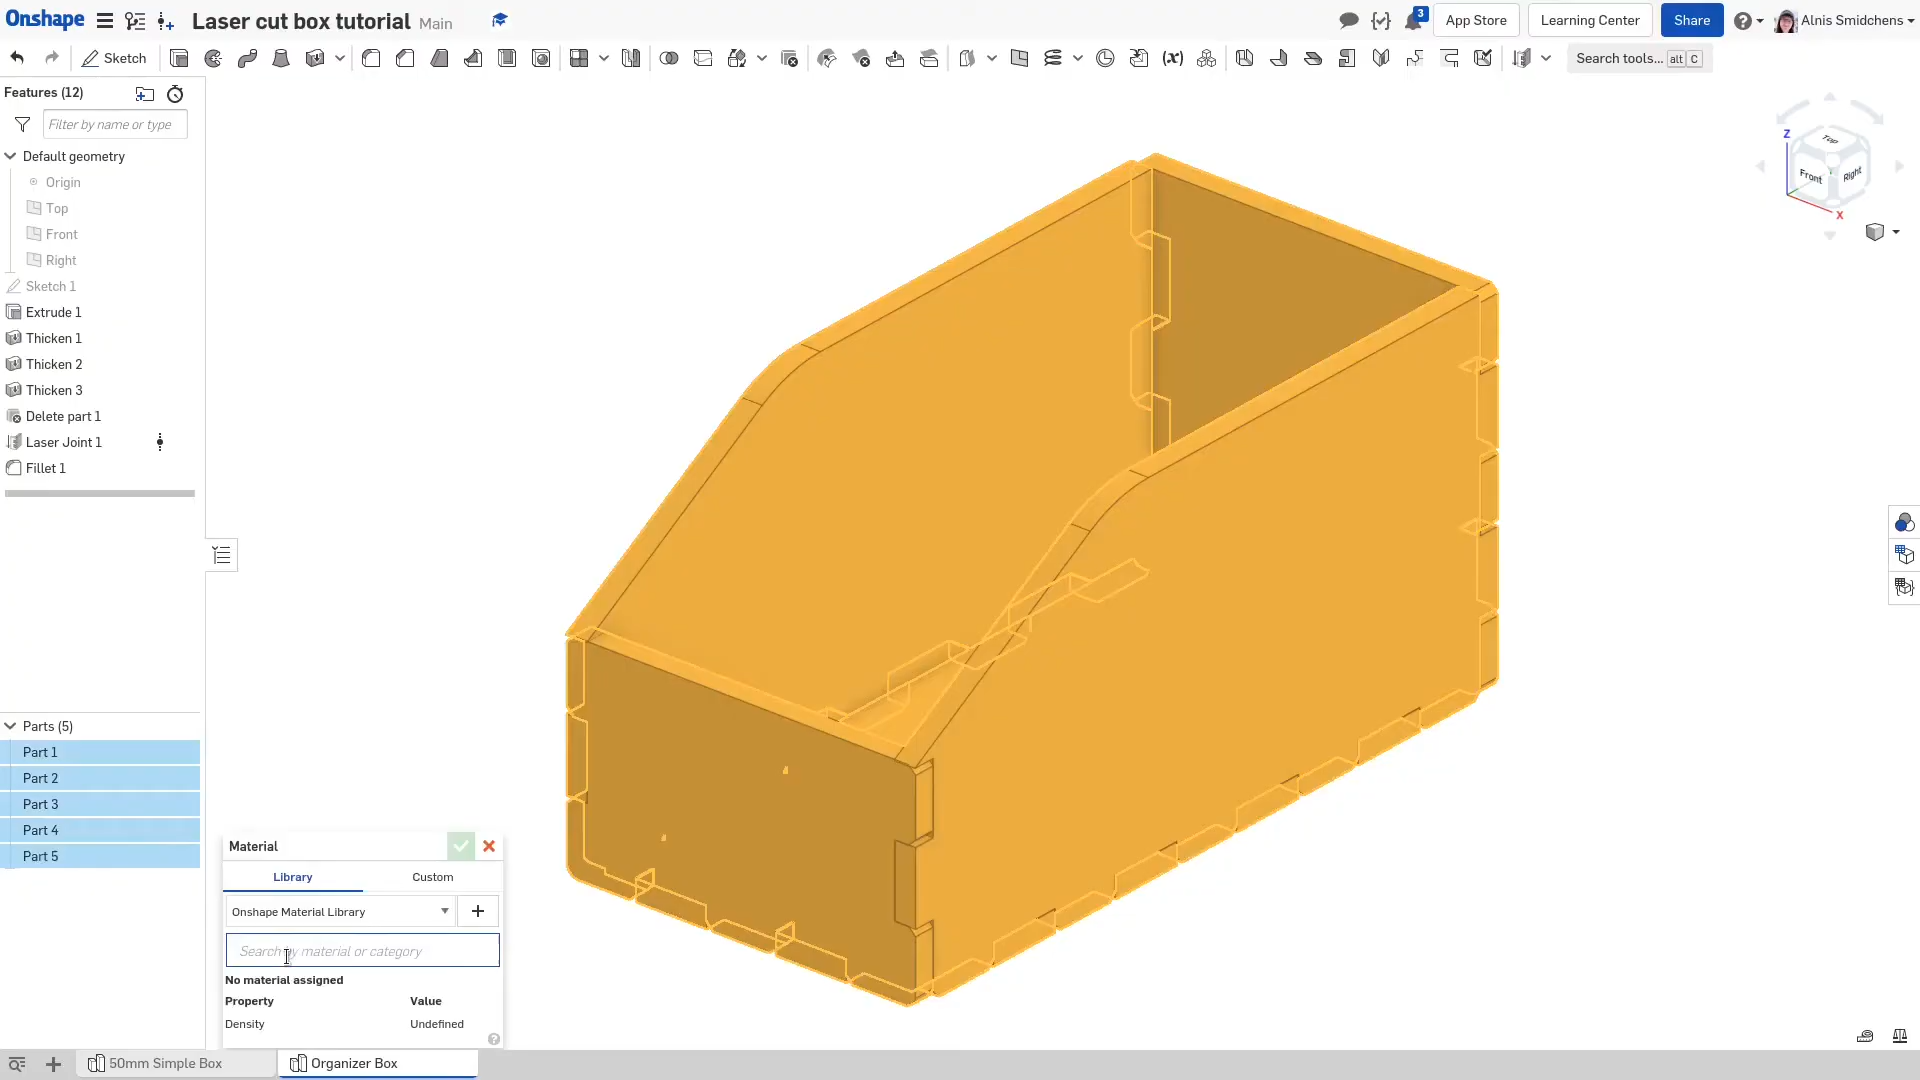 Onshape
Laser cut box tutorial Main
3
App Store
Learning Center
Share
Alnis Smidchens
Sketch
(x)
Search tools... alt C
Features (12)
Filter by name or type
Default geometry
Origin
Top
Front
Right
Sketch 1
Extrude 1
Thicken 1
Thicken 2
Thicken 3
Delete part 1
Laser Joint 1
Fillet 1
Z
Top
Front
Right
X
Parts (5)
Part 1
Part 2
Part 3
Part 4
Part 5
Material
Library
Custom
Onshape Material Library
Search by material or category
No material assigned
Property Value
Density Undefined
50mm Simple Box
Organizer Box